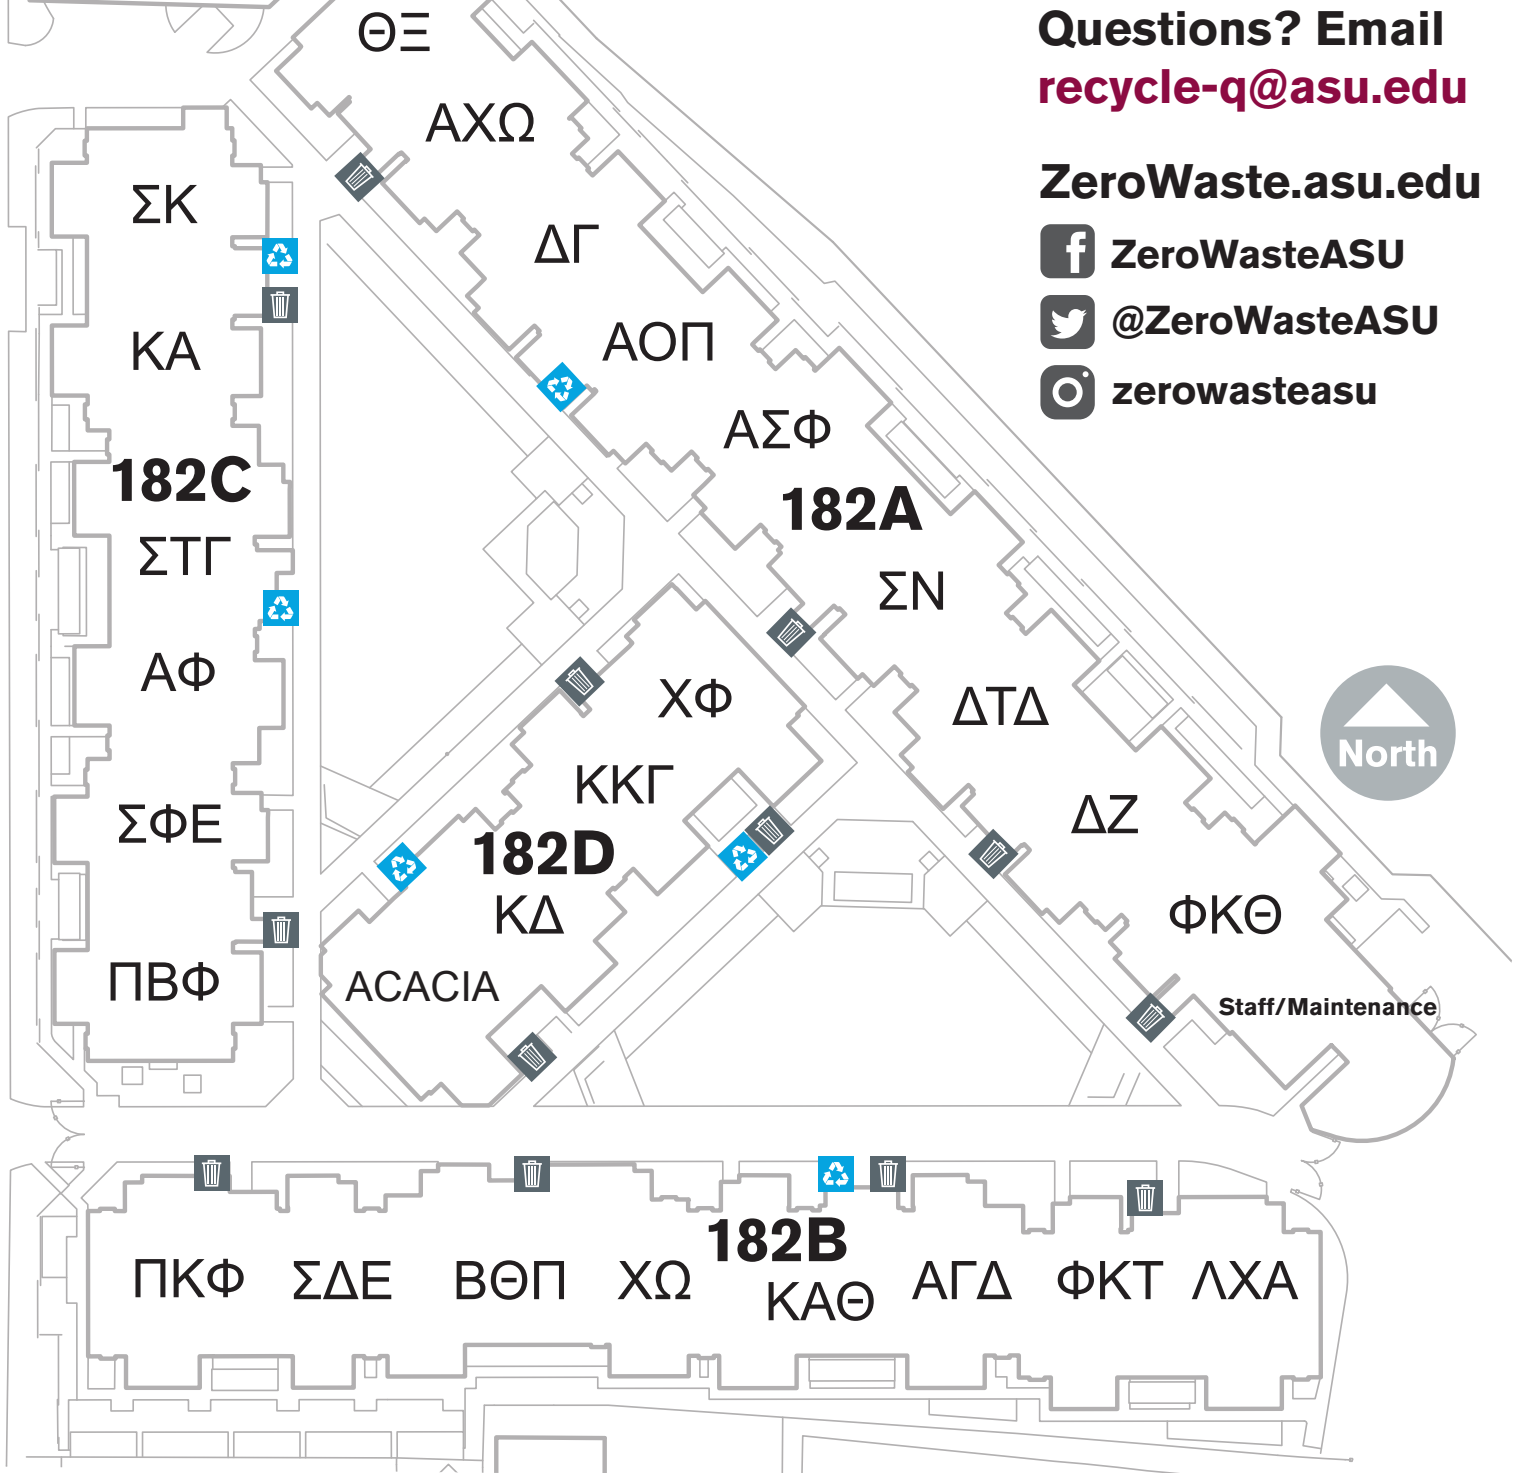 Questions? Email
recycle-q@asu.edu
ZeroWaste.asu.edu
ZeroWasteASU
@ZeroWasteASU
zerowasteasu
North
ΘΞ
ΑΧΩ
ΔΓ
ΑΟΠ
ΑΣΦ
182A
ΣΝ
ΔΤΔ
ΔΖ
ΦΚΘ
Staff/Maintenance
ΣΚ
ΚΑ
182C
ΣΤΓ
ΑΦ
ΣΦΕ
ΠΒΦ
ΧΦ
ΚΚΓ
182D
ΚΔ
ACACIA
182B
ΠΚΦ ΣΔΕ ΒΘΠ ΧΩ ΚΑΘ ΑΓΔ ΦΚΤ ΛΧΑ